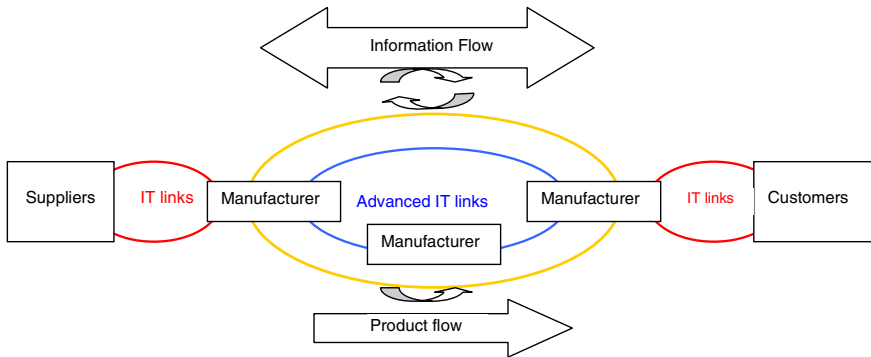 Information Flow
Suppliers
IT links
Manufacturer
Advanced IT links
Manufacturer
IT links
Customers
Manufacturer
Product flow